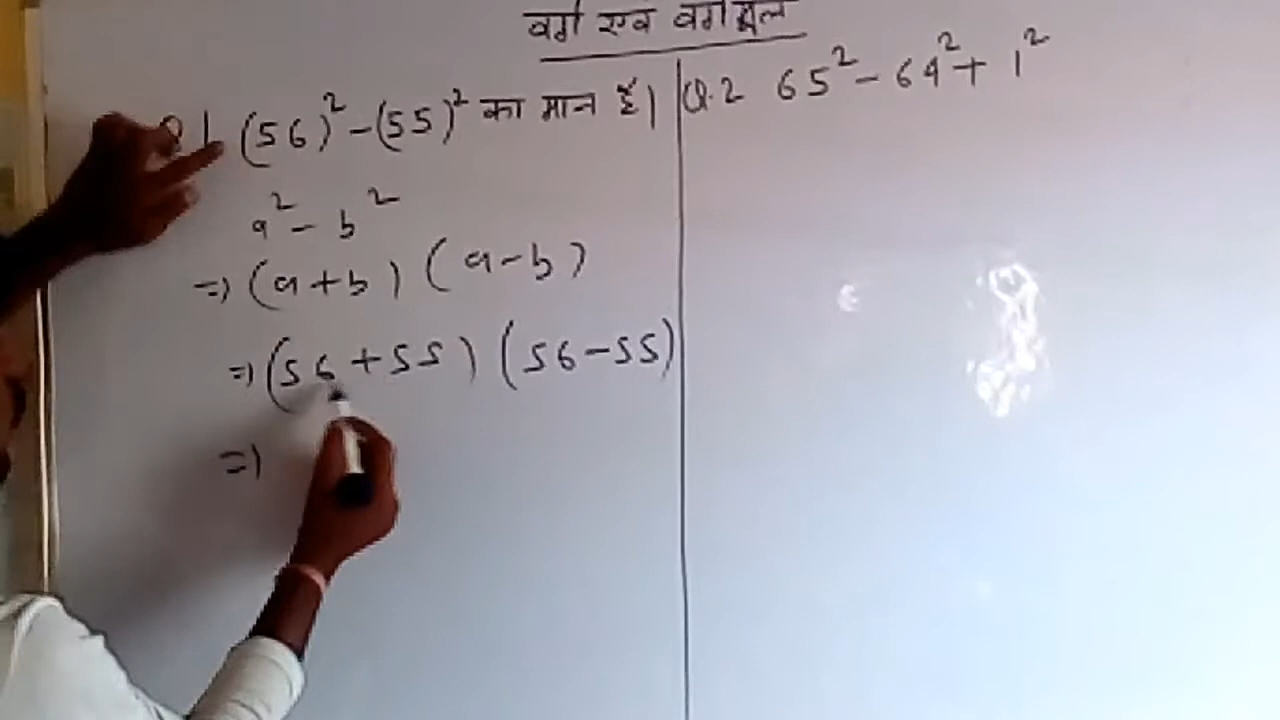 वर्ग एवं वर्गमूल
Q.1 (56)² - (55)² का मान है।
a² - b²
=> (a+b) (a-b)
=> (56+55) (56-55)
=>
Q.2 65² - 64² + 1²